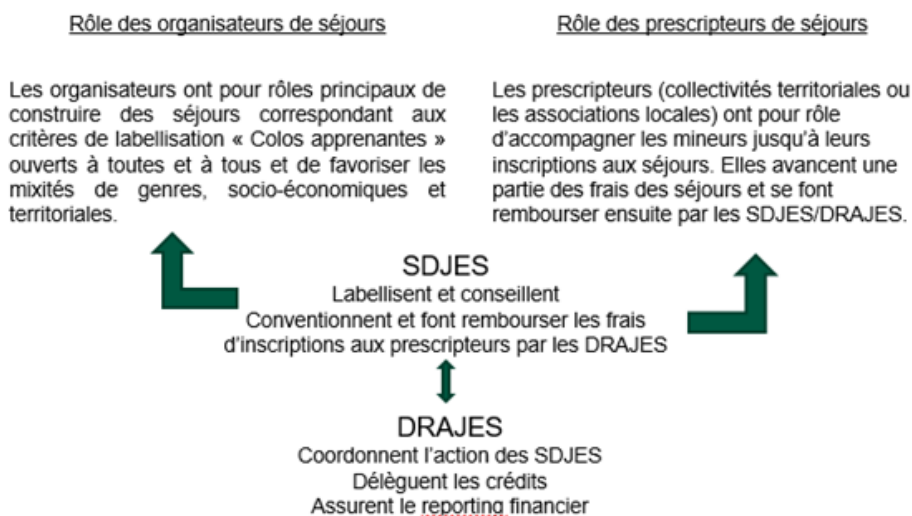 Rôle des organisateurs de séjours
Les organisateurs ont pour rôles principaux de
construire des séjours correspondant aux
critères de labellisation « Colos apprenantes »
ouverts à toutes et à tous et de favoriser les
mixités de genres, socio-économiques et
territoriales.
Rôle des prescripteurs de séjours
Les prescripteurs (collectivités territoriales ou
les associations locales) ont pour rôle
d’accompagner les mineurs jusqu’à leurs
inscriptions aux séjours. Elles avancent une
partie des frais des séjours et se font
rembourser ensuite par les SDJES/DRAJES.
SDJES
Labellisent et conseillent
Conventionnent et font rembourser les frais
d’inscriptions aux prescripteurs par les DRAJES
DRAJES
Coordonnent l’action des SDJES
Délèguent les crédits
Assurent le reporting financier